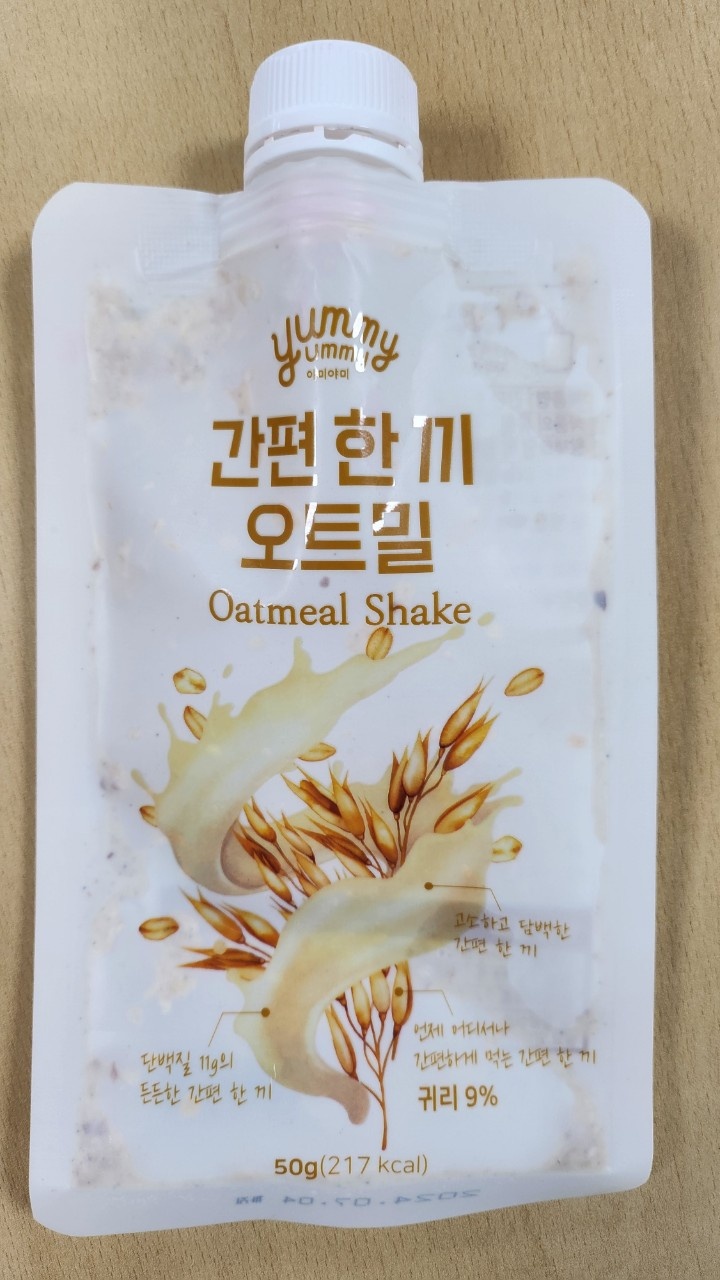 yummy
yummy
야미야미
간편 한 끼
오트밀
Oatmeal Shake
고소하고 담백한
간편 한 끼
언제 어디서나
간편하게 먹는 간편 한 끼
귀리 9%
단백질 11g의
든든한 간편 한 끼
50g(217 kcal)
2024.07.04